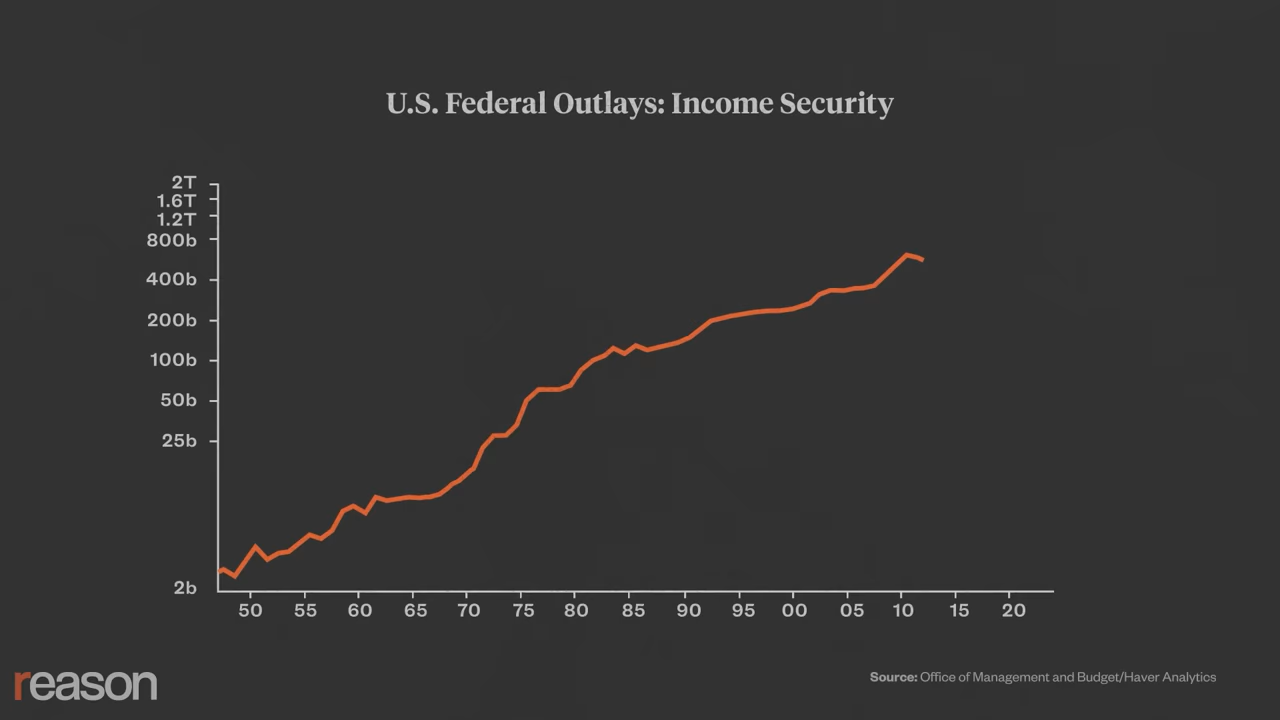 U.S. Federal Outlays: Income Security
2T
1.6T
1.2T
800b
400b
200b
100b
50b
25b
2b
50 55 60 65 70 75 80 85 90 95 00 05 10 15 20
reason
Source: Office of Management and Budget/Haver Analytics